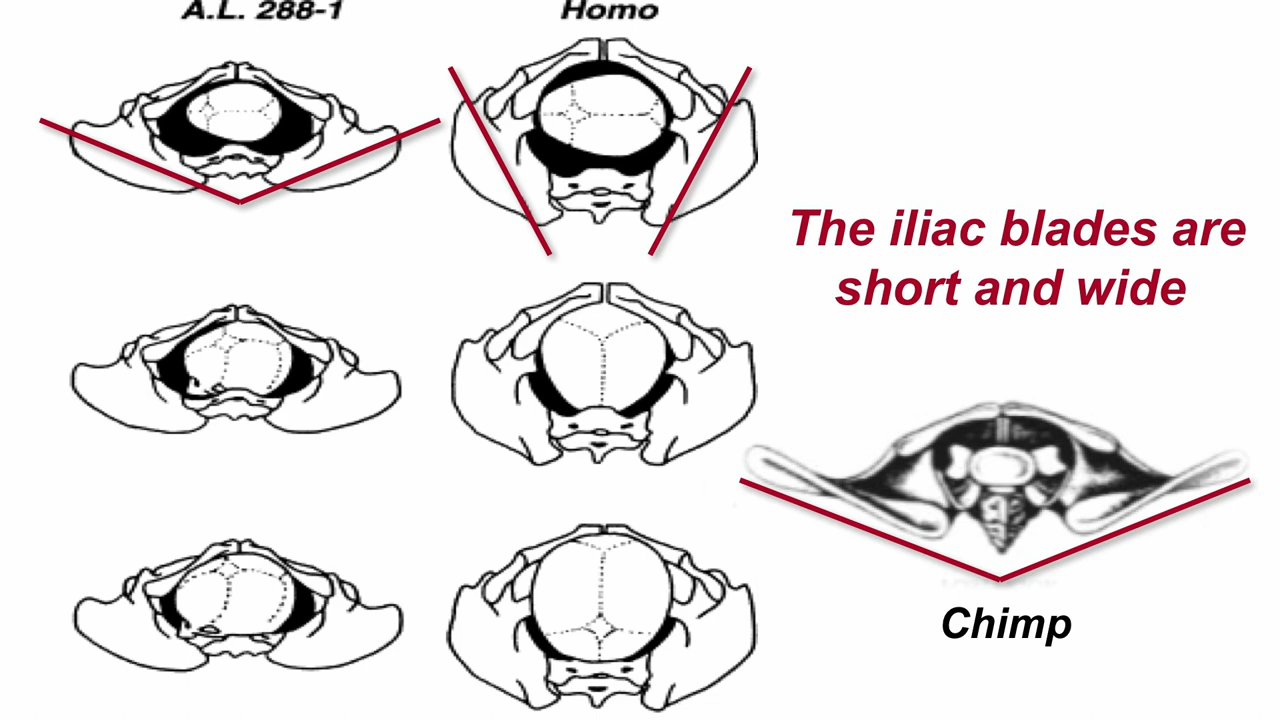 A.L. 288-1
Homo
The iliac blades are
short and wide
Chimp